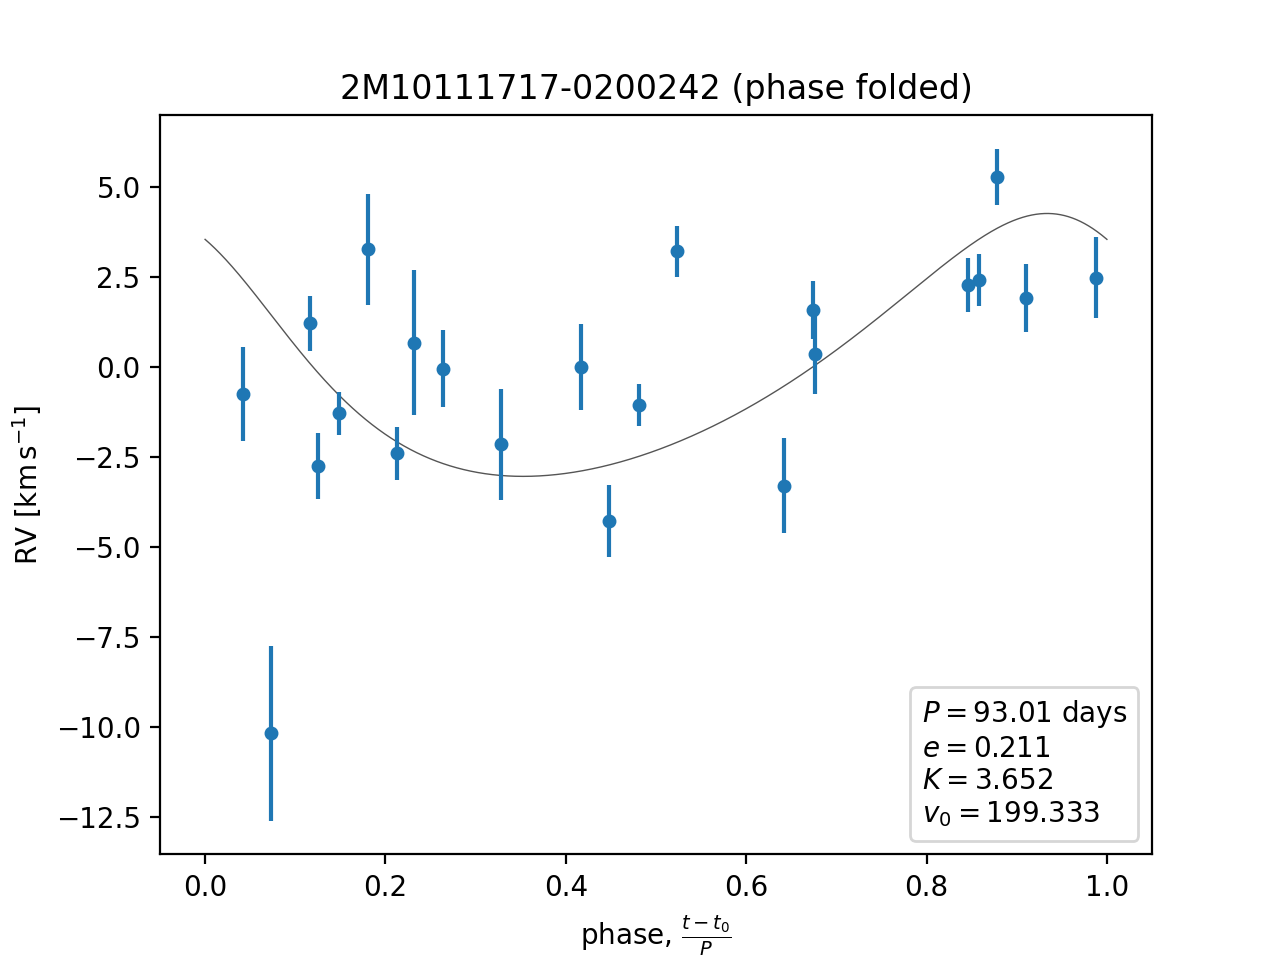 2M10111717-0200242 (phase folded)
RV [km s⁻¹]
5.0
2.5
0.0
−2.5
−5.0
−7.5
−10.0
−12.5
P = 93.01 days
e = 0.211
K = 3.652
v₀ = 199.333
0.0 0.2 0.4 0.6 0.8 1.0
phase, (t − t₀)/P